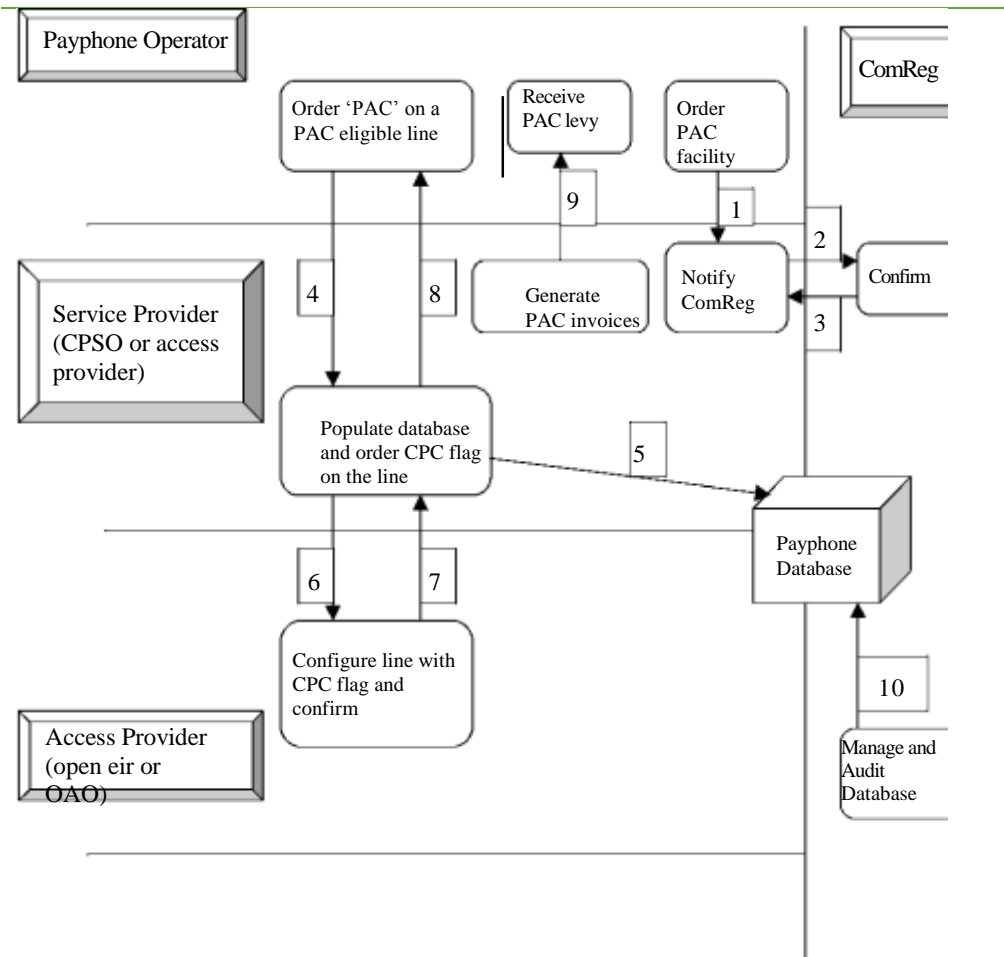 Payphone Operator
ComReg
Order ‘PAC’ on a
PAC eligible line
Receive
PAC levy
Order
PAC
facility
9
1
2
Service Provider
(CPSO or access
provider)
4
8
Generate
PAC invoices
Notify
ComReg
Confirm
3
Populate database
and order CPC flag
on the line
5
Payphone
Database
6
7
Configure line with
CPC flag and
confirm
10
Access Provider
(open eir or
OAO)
Manage and
Audit
Database